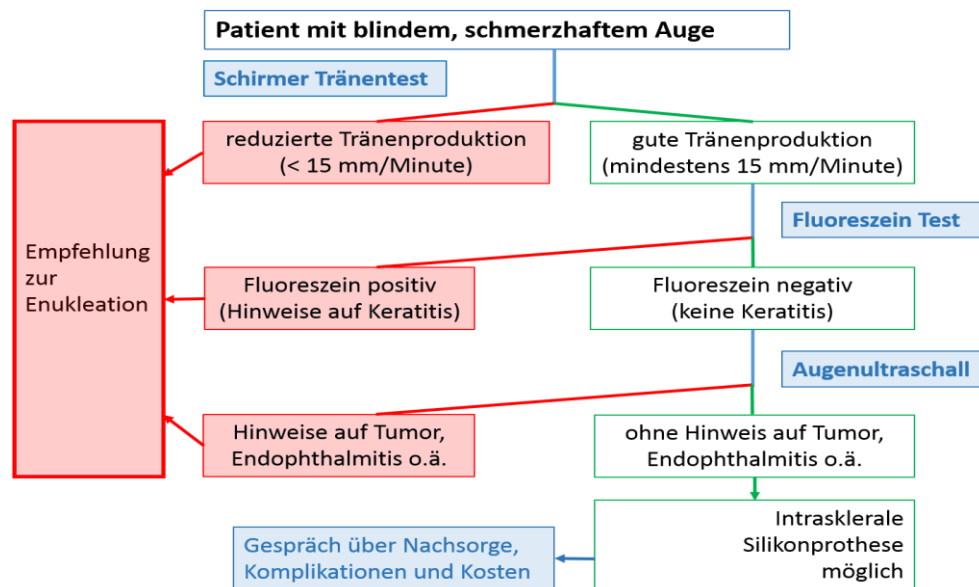 Patient mit blindem, schmerzhaftem Auge
Schirmer Tränentest
reduzierte Tränenproduktion
(< 15 mm/Minute)
gute Tränenproduktion
(mindestens 15 mm/Minute)
Fluoreszein Test
Empfehlung
zur
Enukleation
Fluoreszein positiv
(Hinweise auf Keratitis)
Fluoreszein negativ
(keine Keratitis)
Augenultraschall
Hinweise auf Tumor,
Endophthalmitis o.ä.
ohne Hinweis auf Tumor,
Endophthalmitis o.ä.
Intrasklerale
Silikonprothese
möglich
Gespräch über Nachsorge,
Komplikationen und Kosten